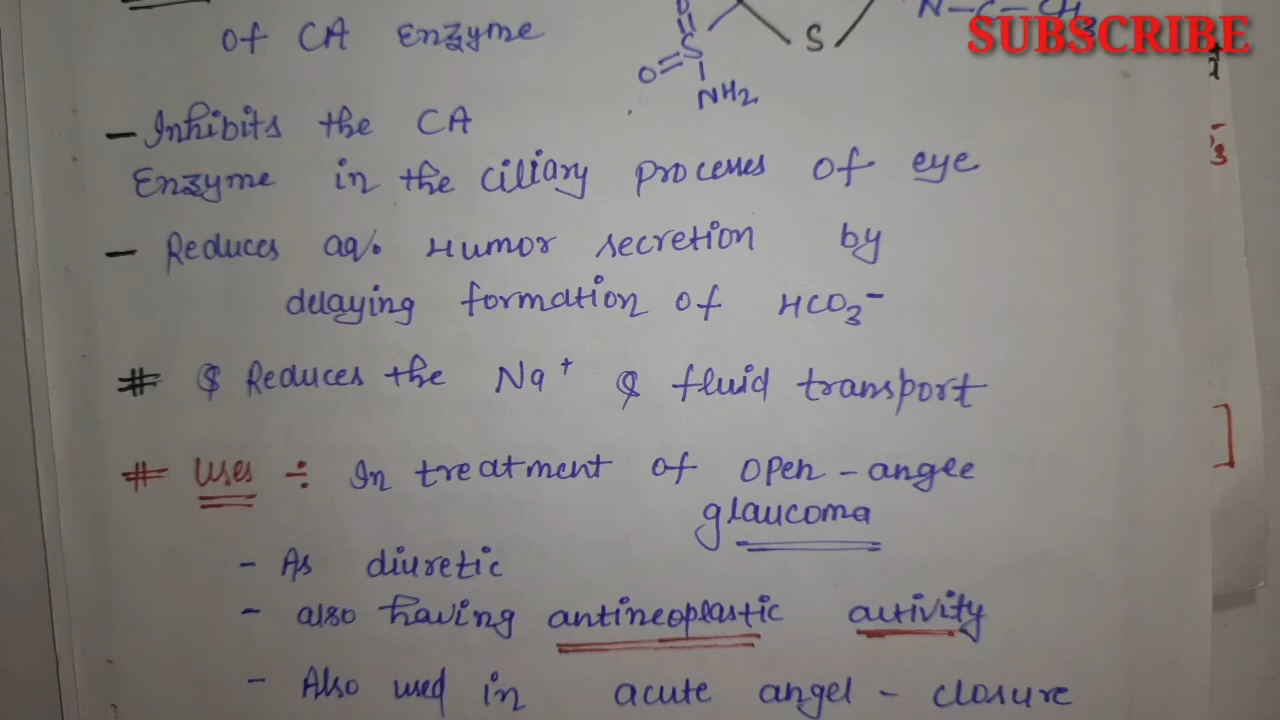 of CA Enzyme
O
S
O
NH2
S
N-C-CH3
SUBSCRIBE
- Inhibits the CA
Enzyme in the ciliary processes of eye
- Reduces aq. Humor secretion by
delaying formation of HCO3-
# & Reduces the Na+ & fluid transport
# Uses ÷ In treatment of open-angle
glaucoma
- As diuretic
- also having antineoplastic activity
- Also used in acute angel-closure